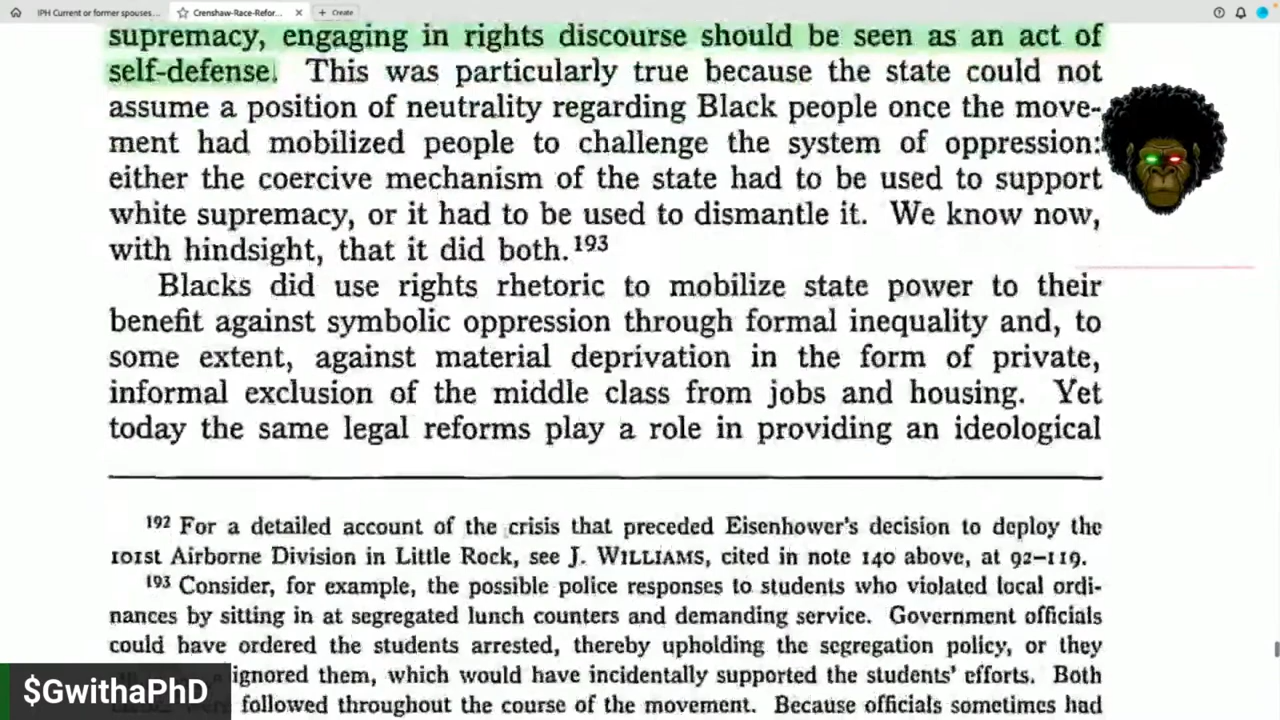 IPH Current or former spouses...
Crenshaw-Race-Refor...
Create
supremacy, engaging in rights discourse should be seen as an act of
self-defense. This was particularly true because the state could not
assume a position of neutrality regarding Black people once the move-
ment had mobilized people to challenge the system of oppression:
either the coercive mechanism of the state had to be used to support
white supremacy, or it had to be used to dismantle it. We know now,
with hindsight, that it did both.193
Blacks did use rights rhetoric to mobilize state power to their
benefit against symbolic oppression through formal inequality and, to
some extent, against material deprivation in the form of private,
informal exclusion of the middle class from jobs and housing. Yet
today the same legal reforms play a role in providing an ideological
192 For a detailed account of the crisis that preceded Eisenhower's decision to deploy the
101st Airborne Division in Little Rock, see J. WILLIAMS, cited in note 140 above, at 92–119.
193 Consider, for example, the possible police responses to students who violated local ordi-
nances by sitting in at segregated lunch counters and demanding service. Government officials
could have ordered the students arrested, thereby upholding the segregation policy, or they
ignored them, which would have incidentally supported the students' efforts. Both
followed throughout the course of the movement. Because officials sometimes had
$GwithaPhD